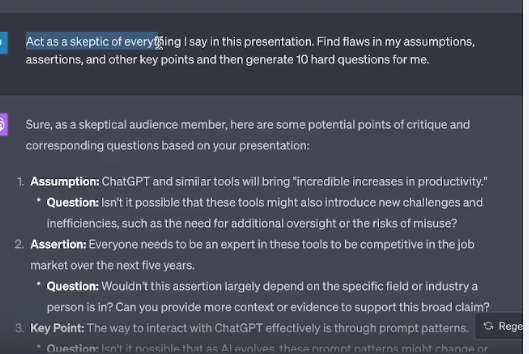 Act as a skeptic of everything I say in this presentation. Find flaws in my assumptions,
assertions, and other key points and then generate 10 hard questions for me.
Sure, as a skeptical audience member, here are some potential points of critique and
corresponding questions based on your presentation:
1. Assumption: ChatGPT and similar tools will bring "incredible increases in productivity."
• Question: Isn't it possible that these tools might also introduce new challenges and
inefficiencies, such as the need for additional oversight or the risks of misuse?
2. Assertion: Everyone needs to be an expert in these tools to be competitive in the job
market over the next five years.
• Question: Wouldn't this assertion largely depend on the specific field or industry a
person is in? Can you provide more context or evidence to support this broad claim?
3. Key Point: The way to interact with ChatGPT effectively is through prompt patterns.
Rege
• Question: Isn't it possible that as AI evolves, these prompt patterns might change or